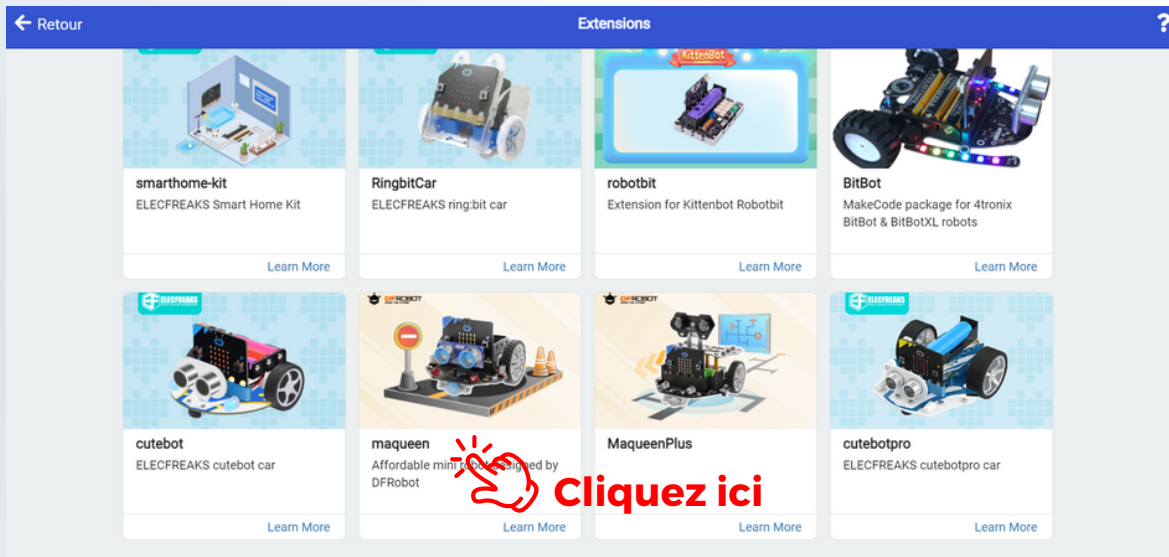 Retour
Extensions
?
KittenBot
smarthome-kit
ELECFREAKS Smart Home Kit
Learn More
RingbitCar
ELECFREAKS ring:bit car
Learn More
robotbit
Extension for Kittenbot Robotbit
Learn More
BitBot
MakeCode package for 4tronix
BitBot & BitBotXL robots
Learn More
ELECFREAKS
cutebot
ELECFREAKS cutebot car
Learn More
DFROBOT
maqueen
Affordable mini robot designed by
DFRobot
Learn More
Cliquez ici
DFROBOT
MaqueenPlus
Learn More
ELECFREAKS
cutebotpro
ELECFREAKS cutebotpro car
Learn More